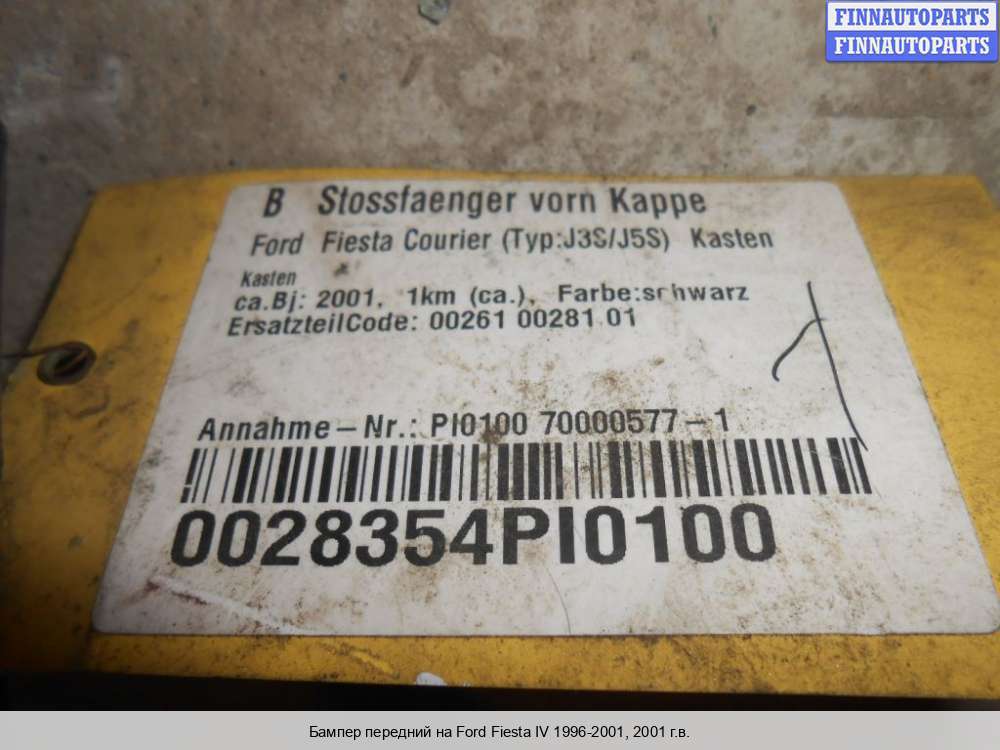 FINNAUTOPARTS
FINNAUTOPARTS
B Stossfaenger vorn Kappe
Ford Fiesta Courier (Typ:J3S/J5S) Kasten
Kasten
ca.Bj: 2001, 1km (ca.), Farbe:schwarz
ErsatzteilCode: 00261 00281 01
Annahme-Nr.: PI0100 70000577-1
0028354PI0100
Бампер передний на Ford Fiesta IV 1996-2001, 2001 г.в.